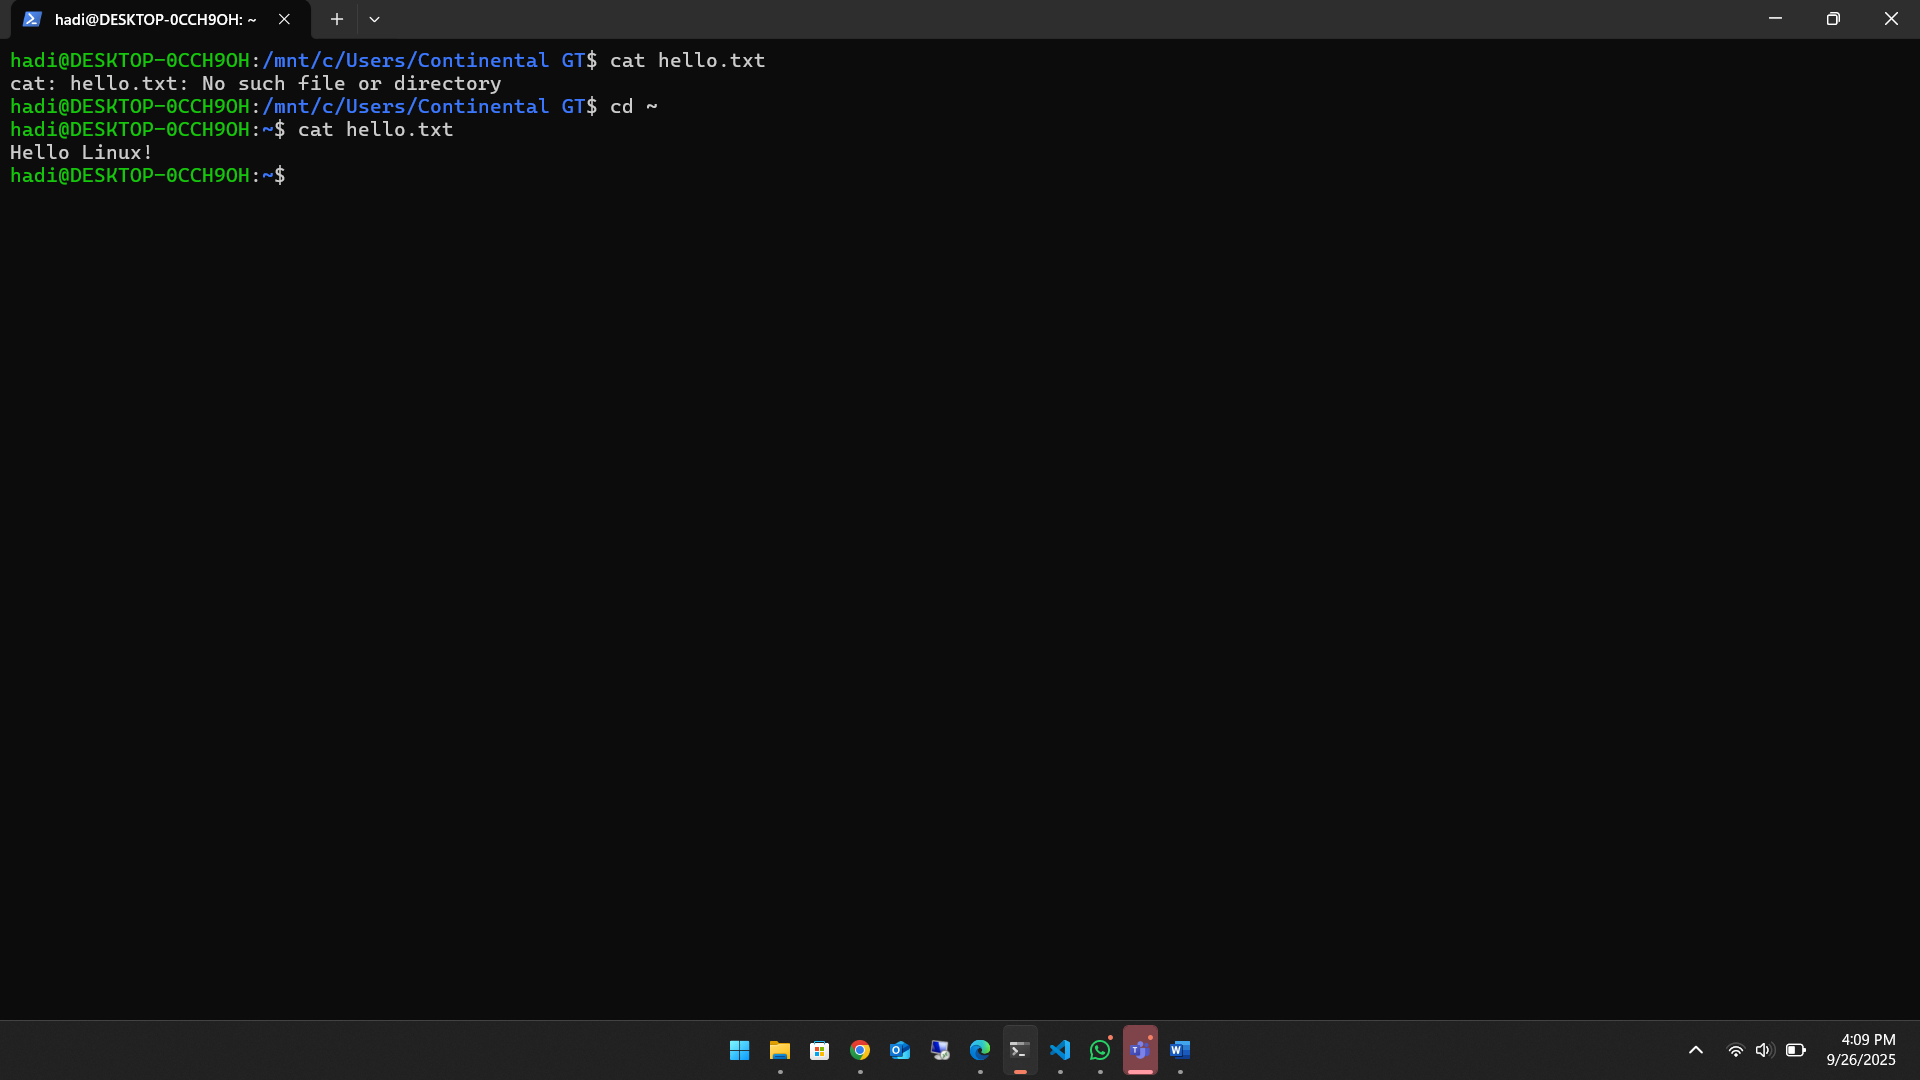 hadi@DESKTOP-0CCH9OH: ~
hadi@DESKTOP-0CCH9OH:/mnt/c/Users/Continental GT$ cat hello.txt
cat: hello.txt: No such file or directory
hadi@DESKTOP-0CCH9OH:/mnt/c/Users/Continental GT$ cd ~
hadi@DESKTOP-0CCH9OH:~$ cat hello.txt
Hello Linux!
hadi@DESKTOP-0CCH9OH:~$
4:09 PM
9/26/2025